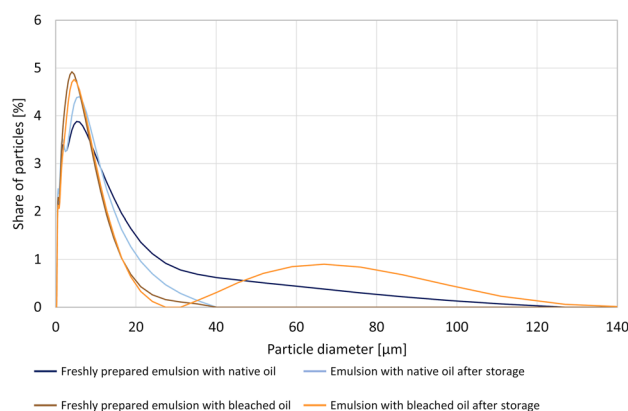 6
5
4
3
2
1
0
Share of particles [%]
0 20 40 60 80 100 120 140
Particle diameter [µm]
Freshly prepared emulsion with native oil Emulsion with native oil after storage
Freshly prepared emulsion with bleached oil Emulsion with bleached oil after storage